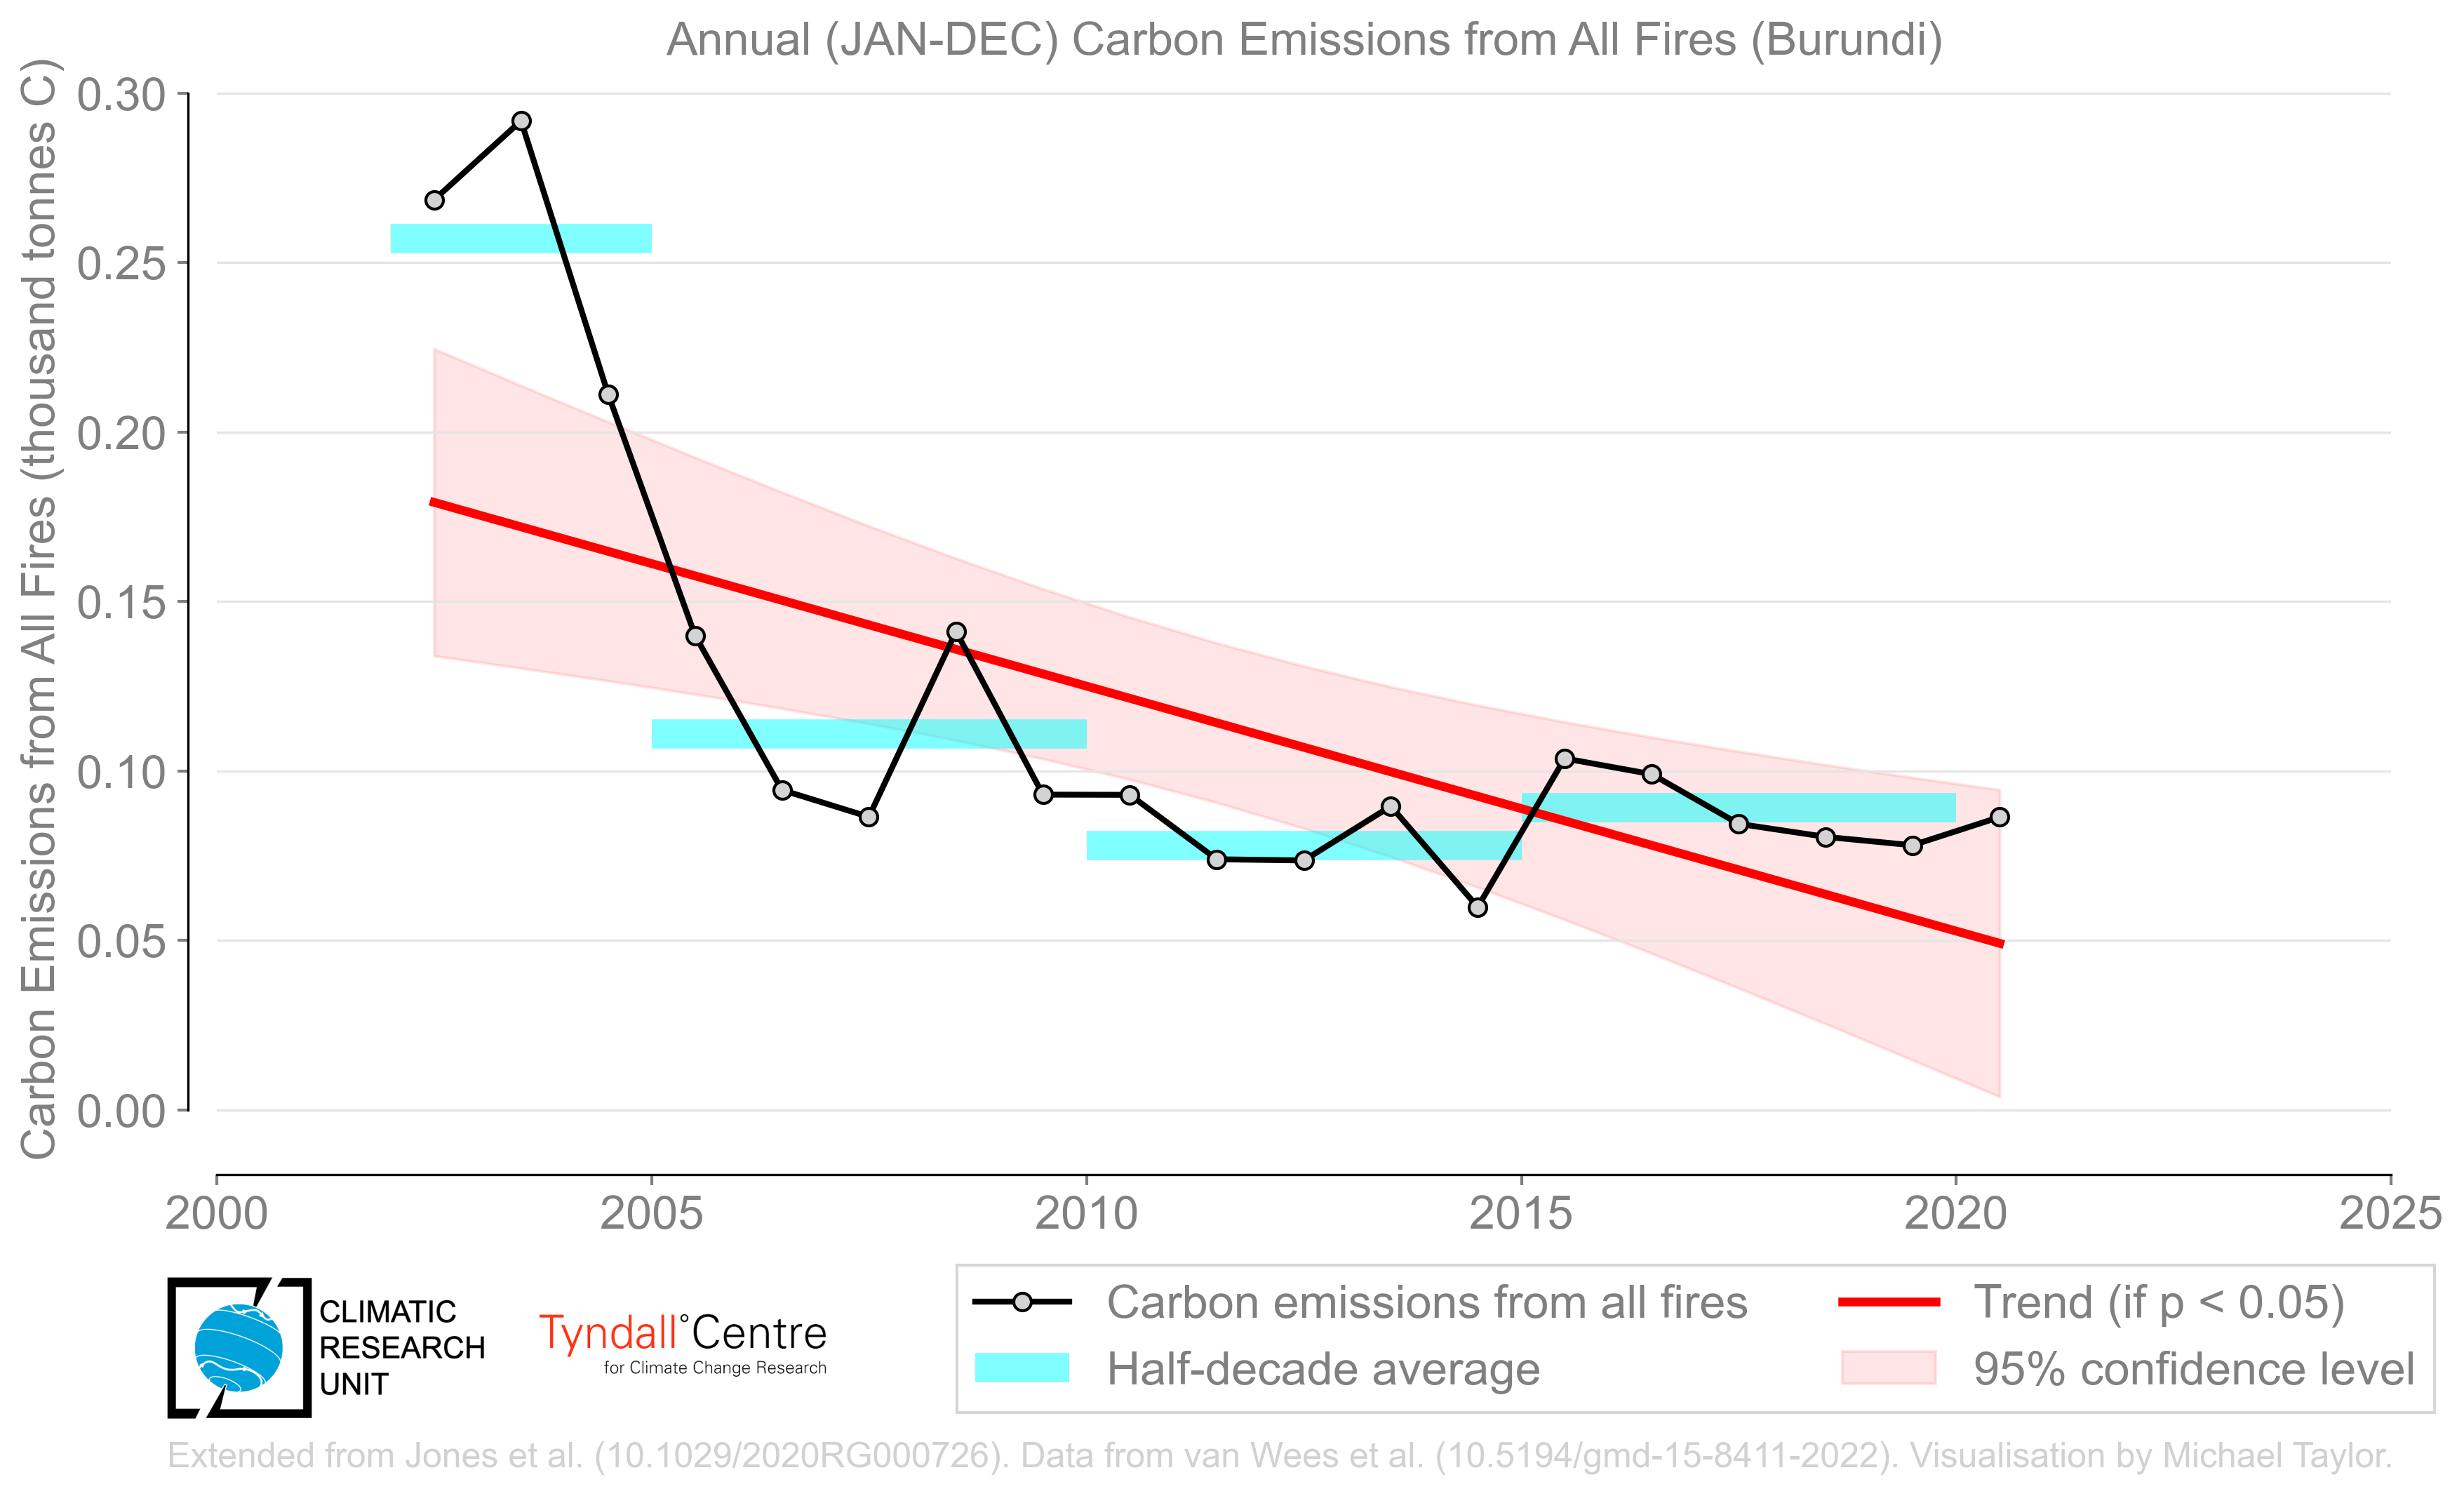 Annual (JAN-DEC) Carbon Emissions from All Fires (Burundi)
Carbon Emissions from All Fires (thousand tonnes C)
0.30
0.25
0.20
0.15
0.10
0.05
0.00
2000 2005 2010 2015 2020 2025
CLIMATIC
RESEARCH
UNIT
Tyndall°Centre
for Climate Change Research
Carbon emissions from all fires
Half-decade average
Trend (if p < 0.05)
95% confidence level
Extended from Jones et al. (10.1029/2020RG000726). Data from van Wees et al. (10.5194/gmd-15-8411-2022). Visualisation by Michael Taylor.